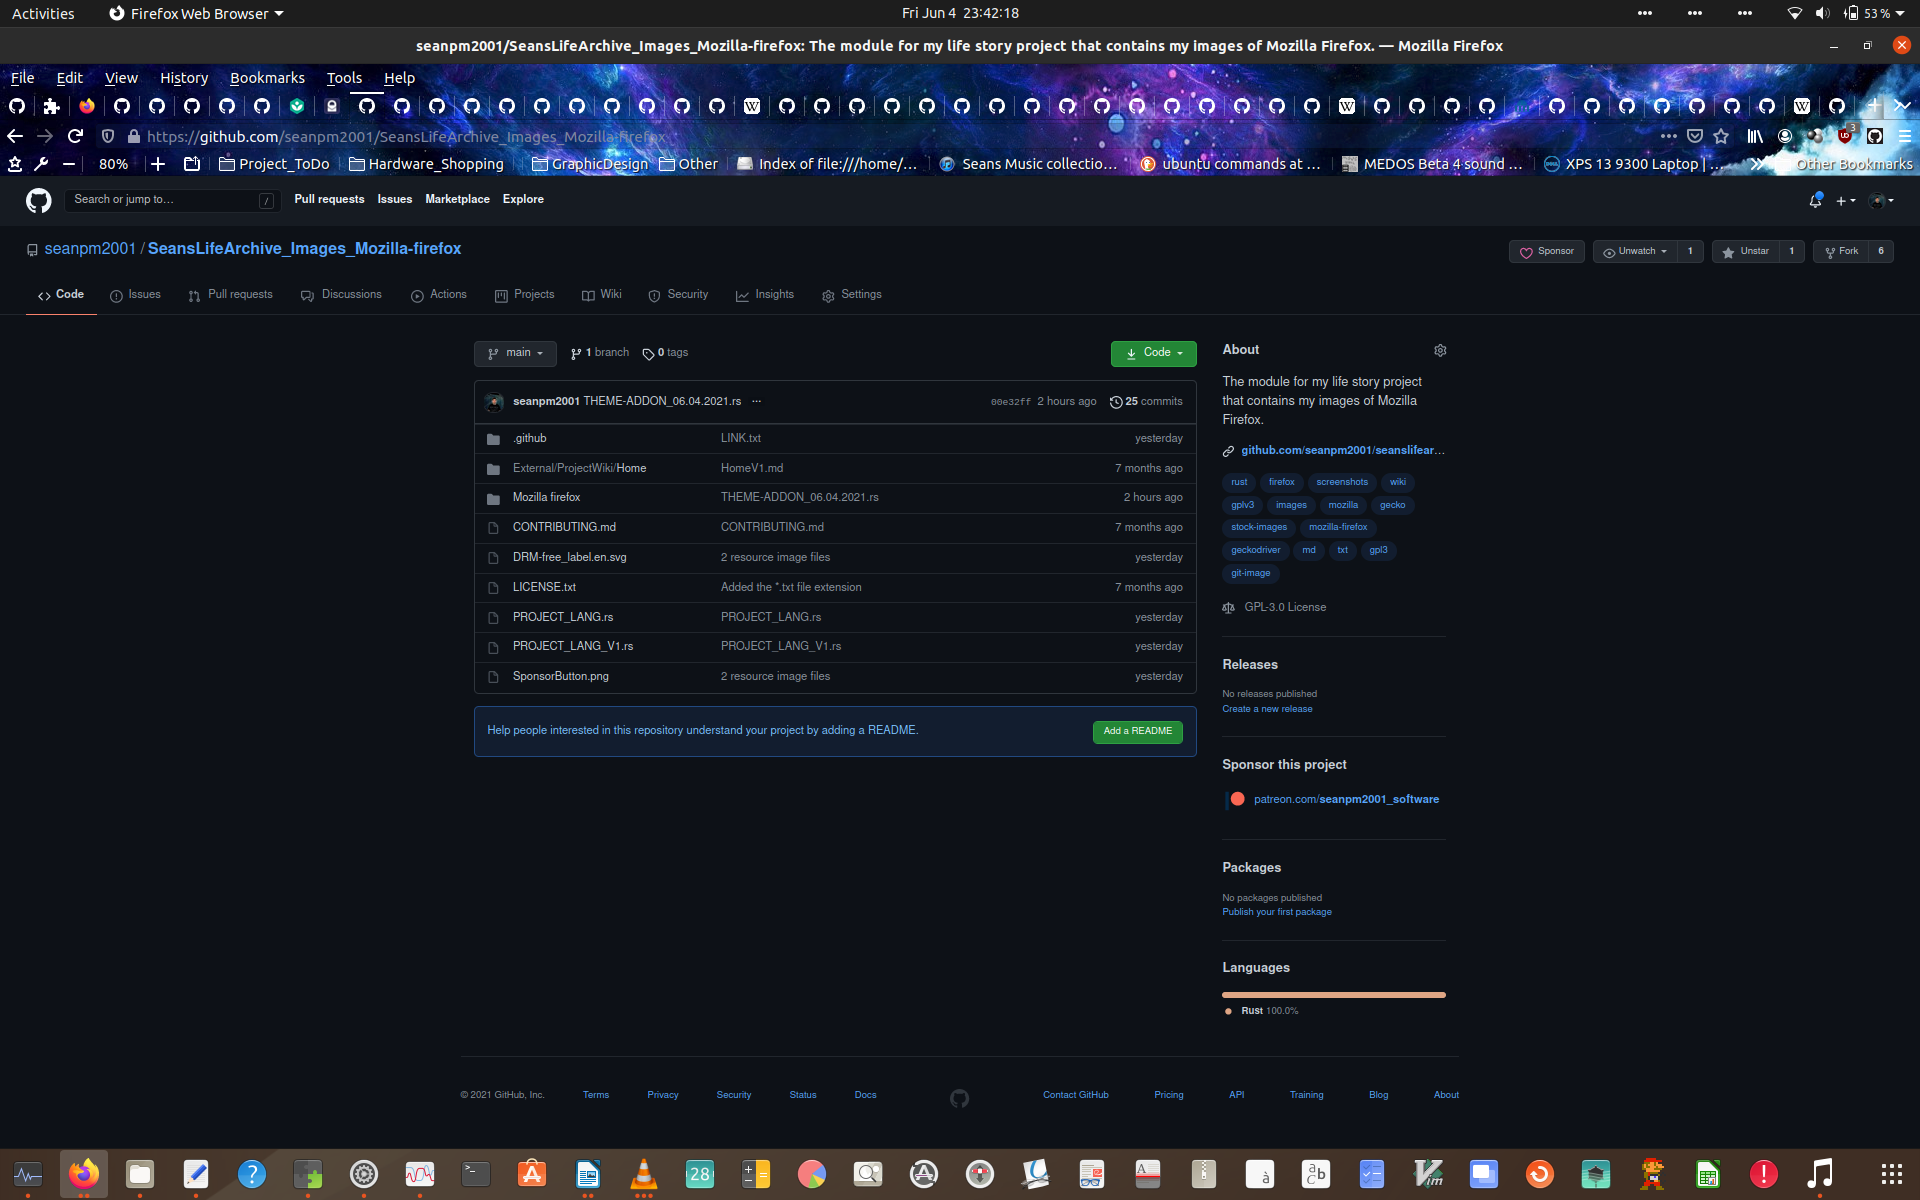 Activities
Firefox Web Browser
Fri Jun 4 23:42:18
53 %
seanpm2001/SeansLifeArchive_Images_Mozilla-firefox: The module for my life story project that contains my images of Mozilla Firefox. — Mozilla Firefox
File Edit View History Bookmarks Tools Help
https://github.com/seanpm2001/SeansLifeArchive_Images_Mozilla-firefox
3
80%
Project_ToDo
Hardware_Shopping
GraphicDesign
Other
Index of file:///home/...
Seans Music collectio...
ubuntu commands at ...
MEDOS Beta 4 sound ...
XPS 13 9300 Laptop | ...
Other Bookmarks
Search or jump to...
/
Pull requests Issues Marketplace Explore
seanpm2001 / SeansLifeArchive_Images_Mozilla-firefox
Sponsor
Unwatch 1
Unstar 1
Fork 6
Code
Issues
Pull requests
Discussions
Actions
Projects
Wiki
Security
Insights
Settings
main
1 branch
0 tags
Code
seanpm2001 THEME-ADDON_06.04.2021.rs ...
00e32ff 2 hours ago
25 commits
.github LINK.txt yesterday
External/ProjectWiki/Home HomeV1.md 7 months ago
Mozilla firefox THEME-ADDON_06.04.2021.rs 2 hours ago
CONTRIBUTING.md CONTRIBUTING.md 7 months ago
DRM-free_label.en.svg 2 resource image files yesterday
LICENSE.txt Added the *.txt file extension 7 months ago
PROJECT_LANG.rs PROJECT_LANG.rs yesterday
PROJECT_LANG_V1.rs PROJECT_LANG_V1.rs yesterday
SponsorButton.png 2 resource image files yesterday
Help people interested in this repository understand your project by adding a README.
Add a README
About
The module for my life story project
that contains my images of Mozilla
Firefox.
github.com/seanpm2001/seanslifear...
rust firefox screenshots wiki
gplv3 images mozilla gecko
stock-images mozilla-firefox
geckodriver md txt gpl3
git-image
GPL-3.0 License
Releases
No releases published
Create a new release
Sponsor this project
patreon.com/seanpm2001_software
Packages
No packages published
Publish your first package
Languages
Rust 100.0%
© 2021 GitHub, Inc. Terms Privacy Security Status Docs Contact GitHub Pricing API Training Blog About
28